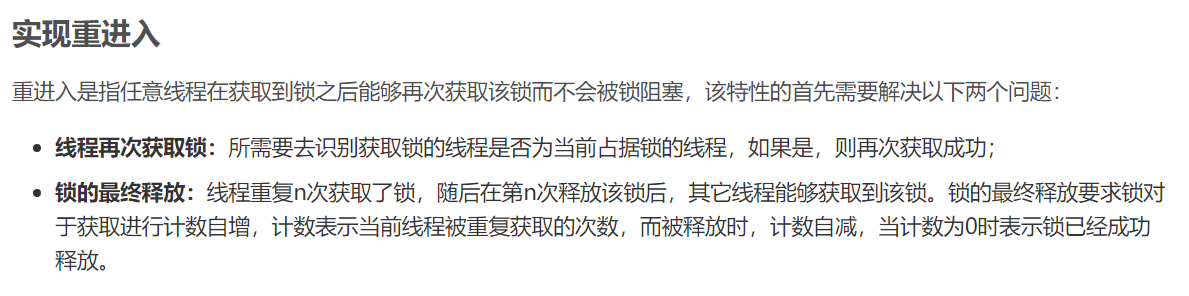 实现重进入
重进入是指任意线程在获取到锁之后能够再次获取该锁而不会被锁阻塞，该特性的首先需要解决以下两个问题：
• 线程再次获取锁：所需要去识别获取锁的线程是否为当前占据锁的线程，如果是，则再次获取成功；
• 锁的最终释放：线程重复n次获取了锁，随后在第n次释放该锁后，其它线程能够获取到该锁。锁的最终释放要求锁对
于获取进行计数自增，计数表示当前线程被重复获取的次数，而被释放时，计数自减，当计数为0时表示锁已经成功
释放。